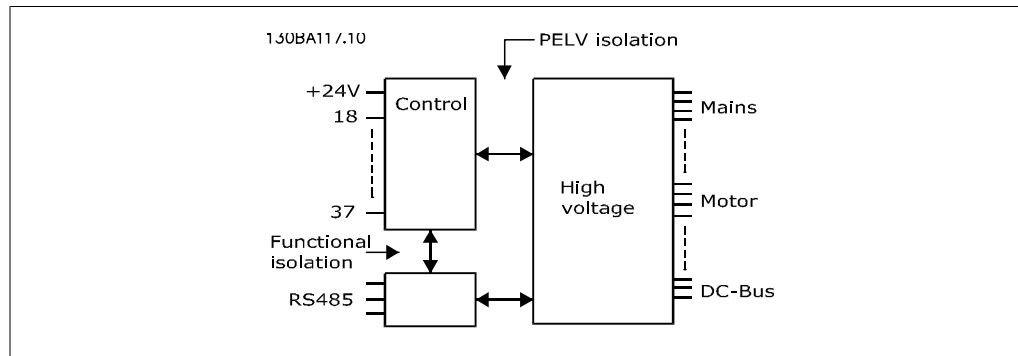 130BA117.10
PELV isolation
+24V
Control
18
Mains
High
voltage
Motor
37
Functional
isolation
RS485
DC-Bus